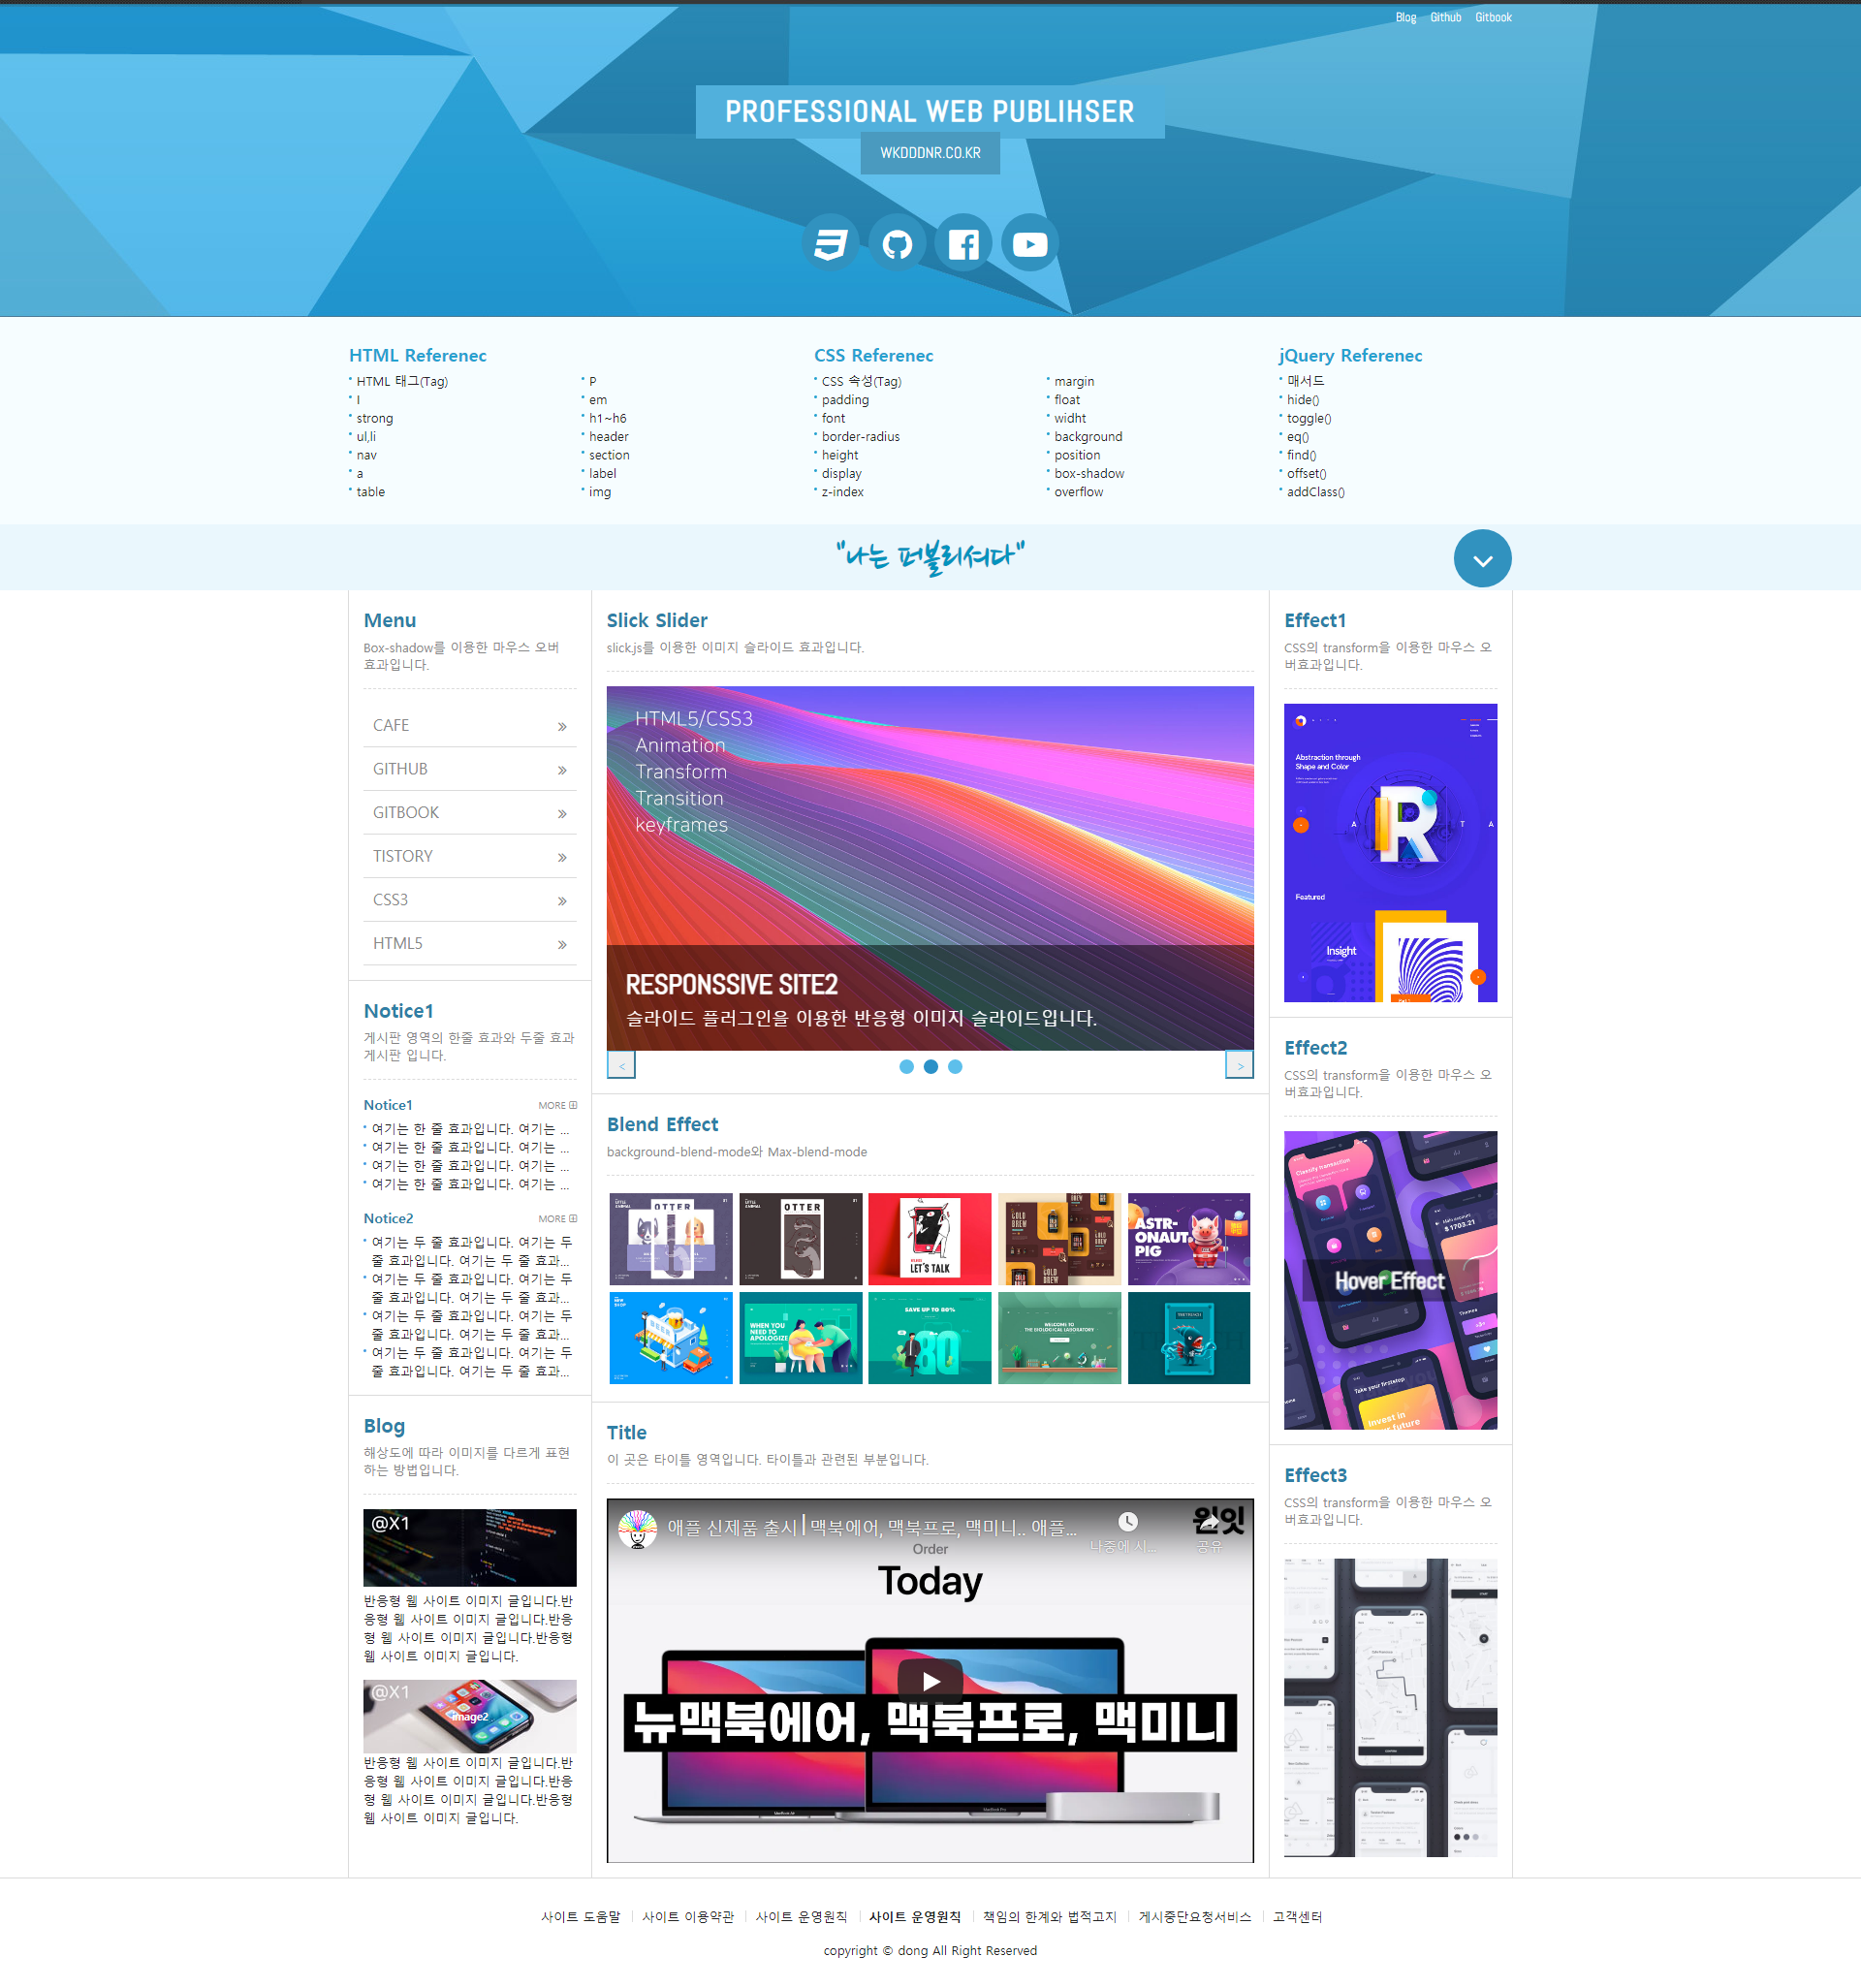 Blog Github Gitbook
PROFESSIONAL WEB PUBLIHSER
WKDDDNR.CO.KR
HTML Referenec
HTML 태그(Tag)
I
strong
ul,li
nav
a
table
P
em
h1~h6
header
section
label
img
CSS Referenec
CSS 속성(Tag)
padding
font
border-radius
height
display
z-index
margin
float
widht
background
position
box-shadow
overflow
jQuery Referenec
매서드
hide()
toggle()
eq()
find()
offset()
addClass()
"나는 퍼블리셔다"
Menu
Box-shadow를 이용한 마우스 오버
효과입니다.
CAFE
GITHUB
GITBOOK
TISTORY
CSS3
HTML5
Notice1
게시판 영역의 한줄 효과와 두줄 효과
게시판 입니다.
Notice1 MORE
여기는 한 줄 효과입니다. 여기는 ...
여기는 한 줄 효과입니다. 여기는 ...
여기는 한 줄 효과입니다. 여기는 ...
여기는 한 줄 효과입니다. 여기는 ...
Notice2 MORE
여기는 두 줄 효과입니다. 여기는 두
줄 효과입니다. 여기는 두 줄 효과...
여기는 두 줄 효과입니다. 여기는 두
줄 효과입니다. 여기는 두 줄 효과...
여기는 두 줄 효과입니다. 여기는 두
줄 효과입니다. 여기는 두 줄 효과...
여기는 두 줄 효과입니다. 여기는 두
줄 효과입니다. 여기는 두 줄 효과...
Blog
해상도에 따라 이미지를 다르게 표현
하는 방법입니다.
@X1
반응형 웹 사이트 이미지 글입니다.반
응형 웹 사이트 이미지 글입니다.반응
형 웹 사이트 이미지 글입니다.반응형
웹 사이트 이미지 글입니다.
@X1
image2
반응형 웹 사이트 이미지 글입니다.반
응형 웹 사이트 이미지 글입니다.반응
형 웹 사이트 이미지 글입니다.반응형
웹 사이트 이미지 글입니다.
Slick Slider
slick.js를 이용한 이미지 슬라이드 효과입니다.
HTML5/CSS3
Animation
Transform
Transition
keyframes
RESPONSSIVE SITE2
슬라이드 플러그인을 이용한 반응형 이미지 슬라이드입니다.
< >
Blend Effect
background-blend-mode와 Max-blend-mode
OTTER
OTTER
LET'S TALK
COLD BREW
ASTR-
ONAUT
PIG
WHEN YOU
NEED TO
APOLOGIZE
SAVE UP TO 80%
80
WELCOME TO
THE BIOLOGICAL LABORATORY
Title
이 곳은 타이틀 영역입니다. 타이틀과 관련된 부분입니다.
애플 신제품 출시 | 맥북에어, 맥북프로, 맥미니.. 애플...
나중에 시...
공유
원잇
Order
Today
뉴맥북에어, 맥북프로, 맥미니
Effect1
CSS의 transform을 이용한 마우스 오
버효과입니다.
Abstraction through
Shape and Color
R
A T A
Featured
Insight
Effect2
CSS의 transform을 이용한 마우스 오
버효과입니다.
Classify transaction
$ 1703.21
Hover Effect
Take your firststep
Invest in
your future
Effect3
CSS의 transform을 이용한 마우스 오
버효과입니다.
사이트 도움말 사이트 이용약관 사이트 운영원칙 사이트 운영원칙 책임의 한계와 법적고지 게시중단요청서비스 고객센터
copyright © dong All Right Reserved